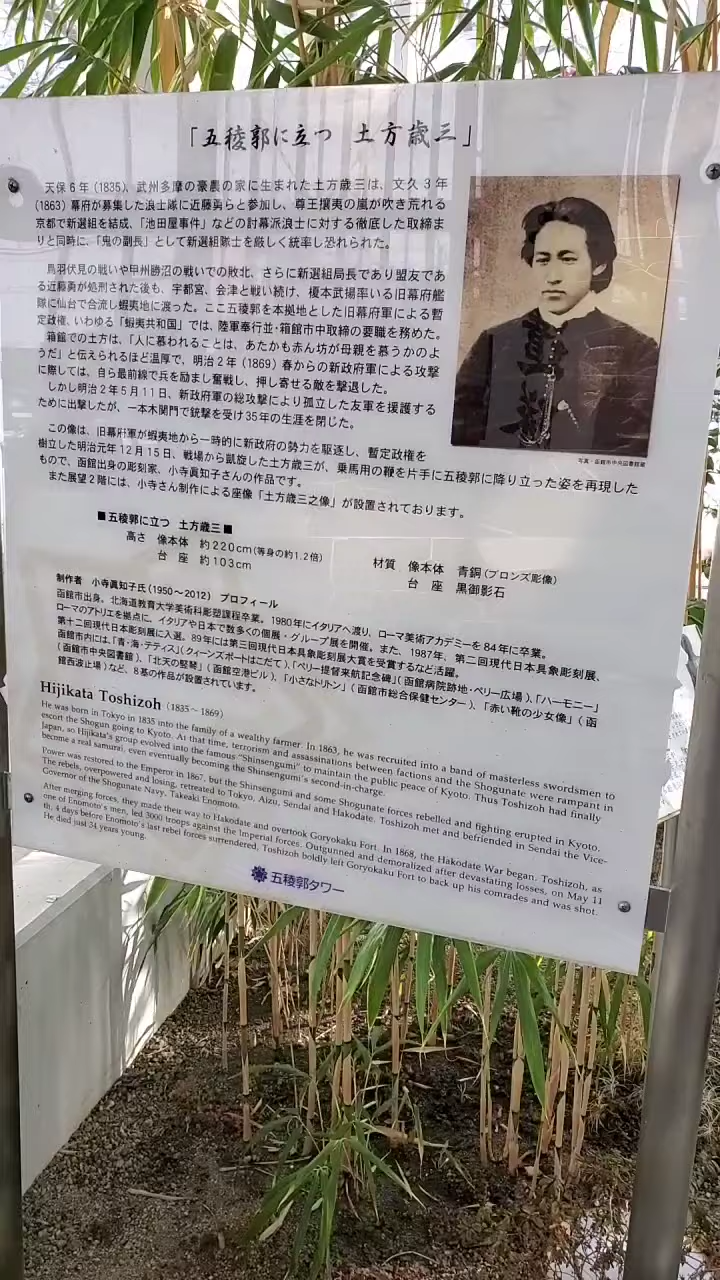 「五稜郭に立つ 土方歳三」
天保6年(1835)、武州多摩の豪農の家に生まれた土方歳三は、文久3年
(1863)幕府が募集した浪士隊に近藤勇らと参加し、尊王攘夷の嵐が吹き荒れる
京都で新選組を結成、「池田屋事件」などの討幕派浪士に対する徹底した取締ま
りと同時に、「鬼の副長」として新選組隊士を厳しく統率し恐れられた。
鳥羽伏見の戦いや甲州勝沼の戦いでの敗北、さらに新選組局長であり盟友であ
る近藤勇が処刑された後も、宇都宮、会津と戦い続け、榎本武揚率いる旧幕府艦
隊に仙台で合流し蝦夷地に渡った。ここ五稜郭を本拠地とした旧幕府軍による暫
定政権、いわゆる「蝦夷共和国」では、陸軍奉行並・箱館市中取締の要職を務めた。
箱館での土方は、「人に慕われることは、あたかも赤ん坊が母親を慕うかのよ
うだ」と伝えられるほど温厚で、明治2年(1869)春からの新政府軍による攻撃
に際しては、自ら最前線で兵を励まし奮戦し、押し寄せる敵を撃退した。
しかし明治2年5月11日、新政府軍の総攻撃により孤立した友軍を援護する
ために出撃したが、一本木関門で銃撃を受け35年の生涯を閉じた。
写真・函館市中央図書館蔵
この像は、旧幕府軍が蝦夷地から一時的に新政府の勢力を駆逐し、暫定政権を
樹立した明治元年12月15日、戦場から凱旋した土方歳三が、乗馬用の鞭を片手に五稜郭に降り立った姿を再現した
もので、函館出身の彫刻家、小寺眞知子さんの作品です。
また展望2階には、小寺さん制作による座像「土方歳三之像」が設置されております。
■五稜郭に立つ 土方歳三■
高さ 像本体 約220cm(等身の約1.2倍)
台 座 約103cm
材質 像本体 青銅(ブロンズ彫像)
台 座 黒御影石
制作者 小寺眞知子氏(1950〜2012) プロフィール
函館市出身。北海道教育大学美術科彫塑課程卒業。1980年にイタリアへ渡り、ローマ美術アカデミーを84年に卒業。
ローマのアトリエを拠点に、イタリアや日本で数多くの個展・グループ展を開催。また、1987年、第二回現代日本具象彫刻展、
第十二回現代日本彫刻展に入選。89年には第三回現代日本具象彫刻展大賞を受賞するなど活躍。
函館市内には、「青・海・テティス」(クィーンズポートはこだて)、「ペリー提督来航記念碑」(函館病院跡地・ペリー広場)、「ハーモニー」
(函館市中央図書館)、「北天の竪琴」(函館空港ビル)、「小さなトリトン」(函館市総合保健センター)、「赤い靴の少女像」(函
館西波止場)など、8基の作品が設置されています。
Hijikata Toshizoh (1835〜1869)
He was born in Tokyo in 1835 into the family of a wealthy farmer. In 1863, he was recruited into a band of masterless swordsmen to
escort the Shogun going to Kyoto. At that time, terrorism and assassinations between factions and the Shogunate were rampant in
Japan, so Hijikata's group evolved into the famous "Shinsengumi" to maintain the public peace of Kyoto. Thus Toshizoh had finally
become a real samurai, even eventually becoming the Shinsengumi's second-in-charge.
Power was restored to the Emperor in 1867, but the Shinsengumi and some Shogunate forces rebelled and fighting erupted in Kyoto.
The rebels, overpowered and losing, retreated to Tokyo, Aizu, Sendai and Hakodate. Toshizoh met and befriended in Sendai the Vice-
Governor of the Shogunate Navy, Takeaki Enomoto.
After merging forces, they made their way to Hakodate and overtook Goryokaku Fort. In 1868, the Hakodate War began. Toshizoh, as
one of Enomoto's men, led 3000 troops against the Imperial forces. Outgunned and demoralized after devastating losses, on May 11
th, 4 days before Enomoto's last rebel forces surrendered, Toshizoh boldly left Goryokaku Fort to back up his comrades and was shot.
He died just 34 years young.
五稜郭タワー